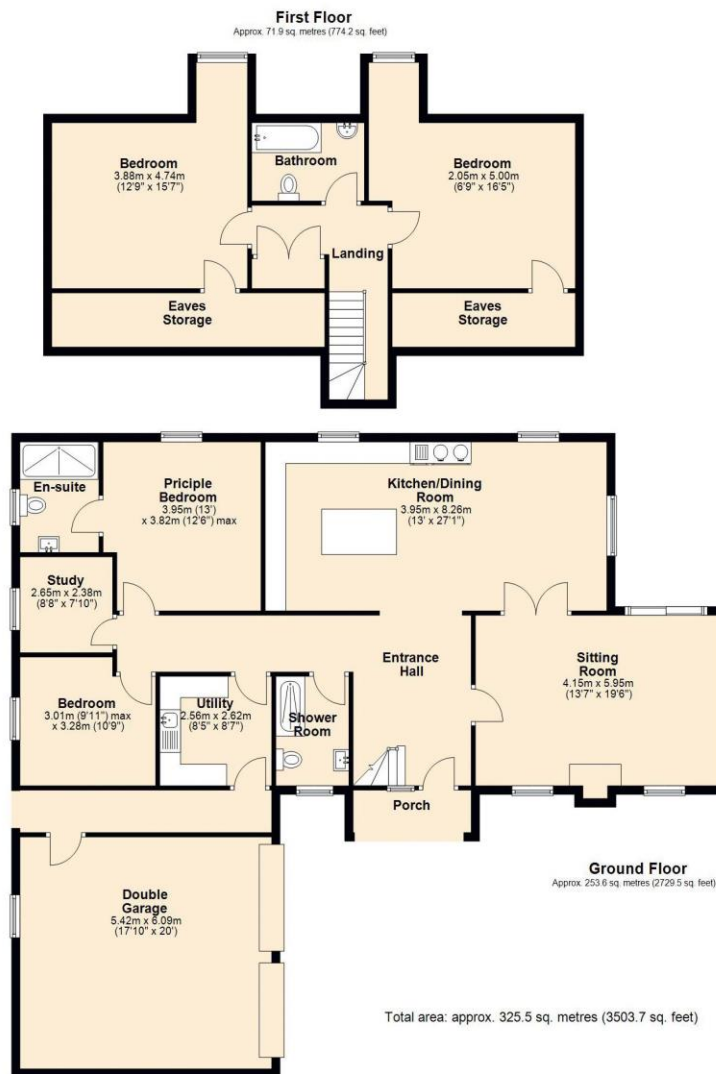 First Floor
Approx. 71.9 sq. metres (774.2 sq. feet)
Bedroom
3.88m x 4.74m
(12'9" x 15'7")
Bathroom
Bedroom
2.05m x 5.00m
(6'9" x 16'5")
Landing
Eaves
Storage
Eaves
Storage
En-suite
Priciple
Bedroom
3.95m (13')
x 3.82m (12'6") max
Kitchen/Dining
Room
3.95m x 8.26m
(13' x 27'1")
Study
2.65m x 2.38m
(8'8" x 7'10")
Entrance
Hall
Sitting
Room
4.15m x 5.95m
(13'7" x 19'6")
Bedroom
3.01m (9'11") max
x 3.28m (10'9")
Utility
2.56m x 2.62m
(8'5" x 8'7")
Shower
Room
Porch
Ground Floor
Approx. 253.6 sq. metres (2729.5 sq. feet)
Double
Garage
5.42m x 6.09m
(17'10" x 20')
Total area: approx. 325.5 sq. metres (3503.7 sq. feet)